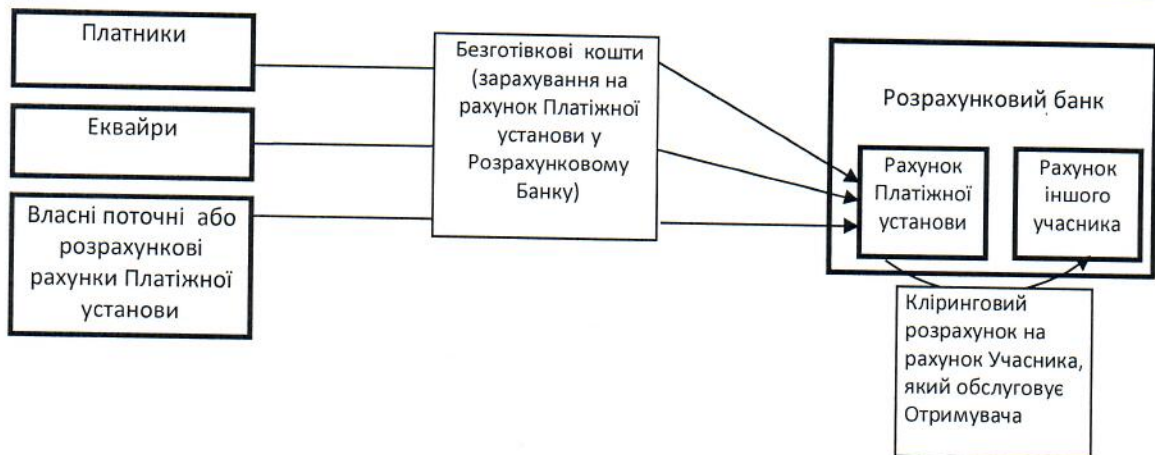 Платники
Еквайри
Власні поточні або
розрахункові
рахунки Платіжної
установи
Безготівкові кошти
(зарахування на
рахунок Платіжної
установи у
Розрахунковому
Банку)
Розрахунковий банк
Рахунок
Платіжної
установи
Рахунок
іншого
учасника
Кліринговий
розрахунок на
рахунок Учасника,
який обслуговує
Отримувача